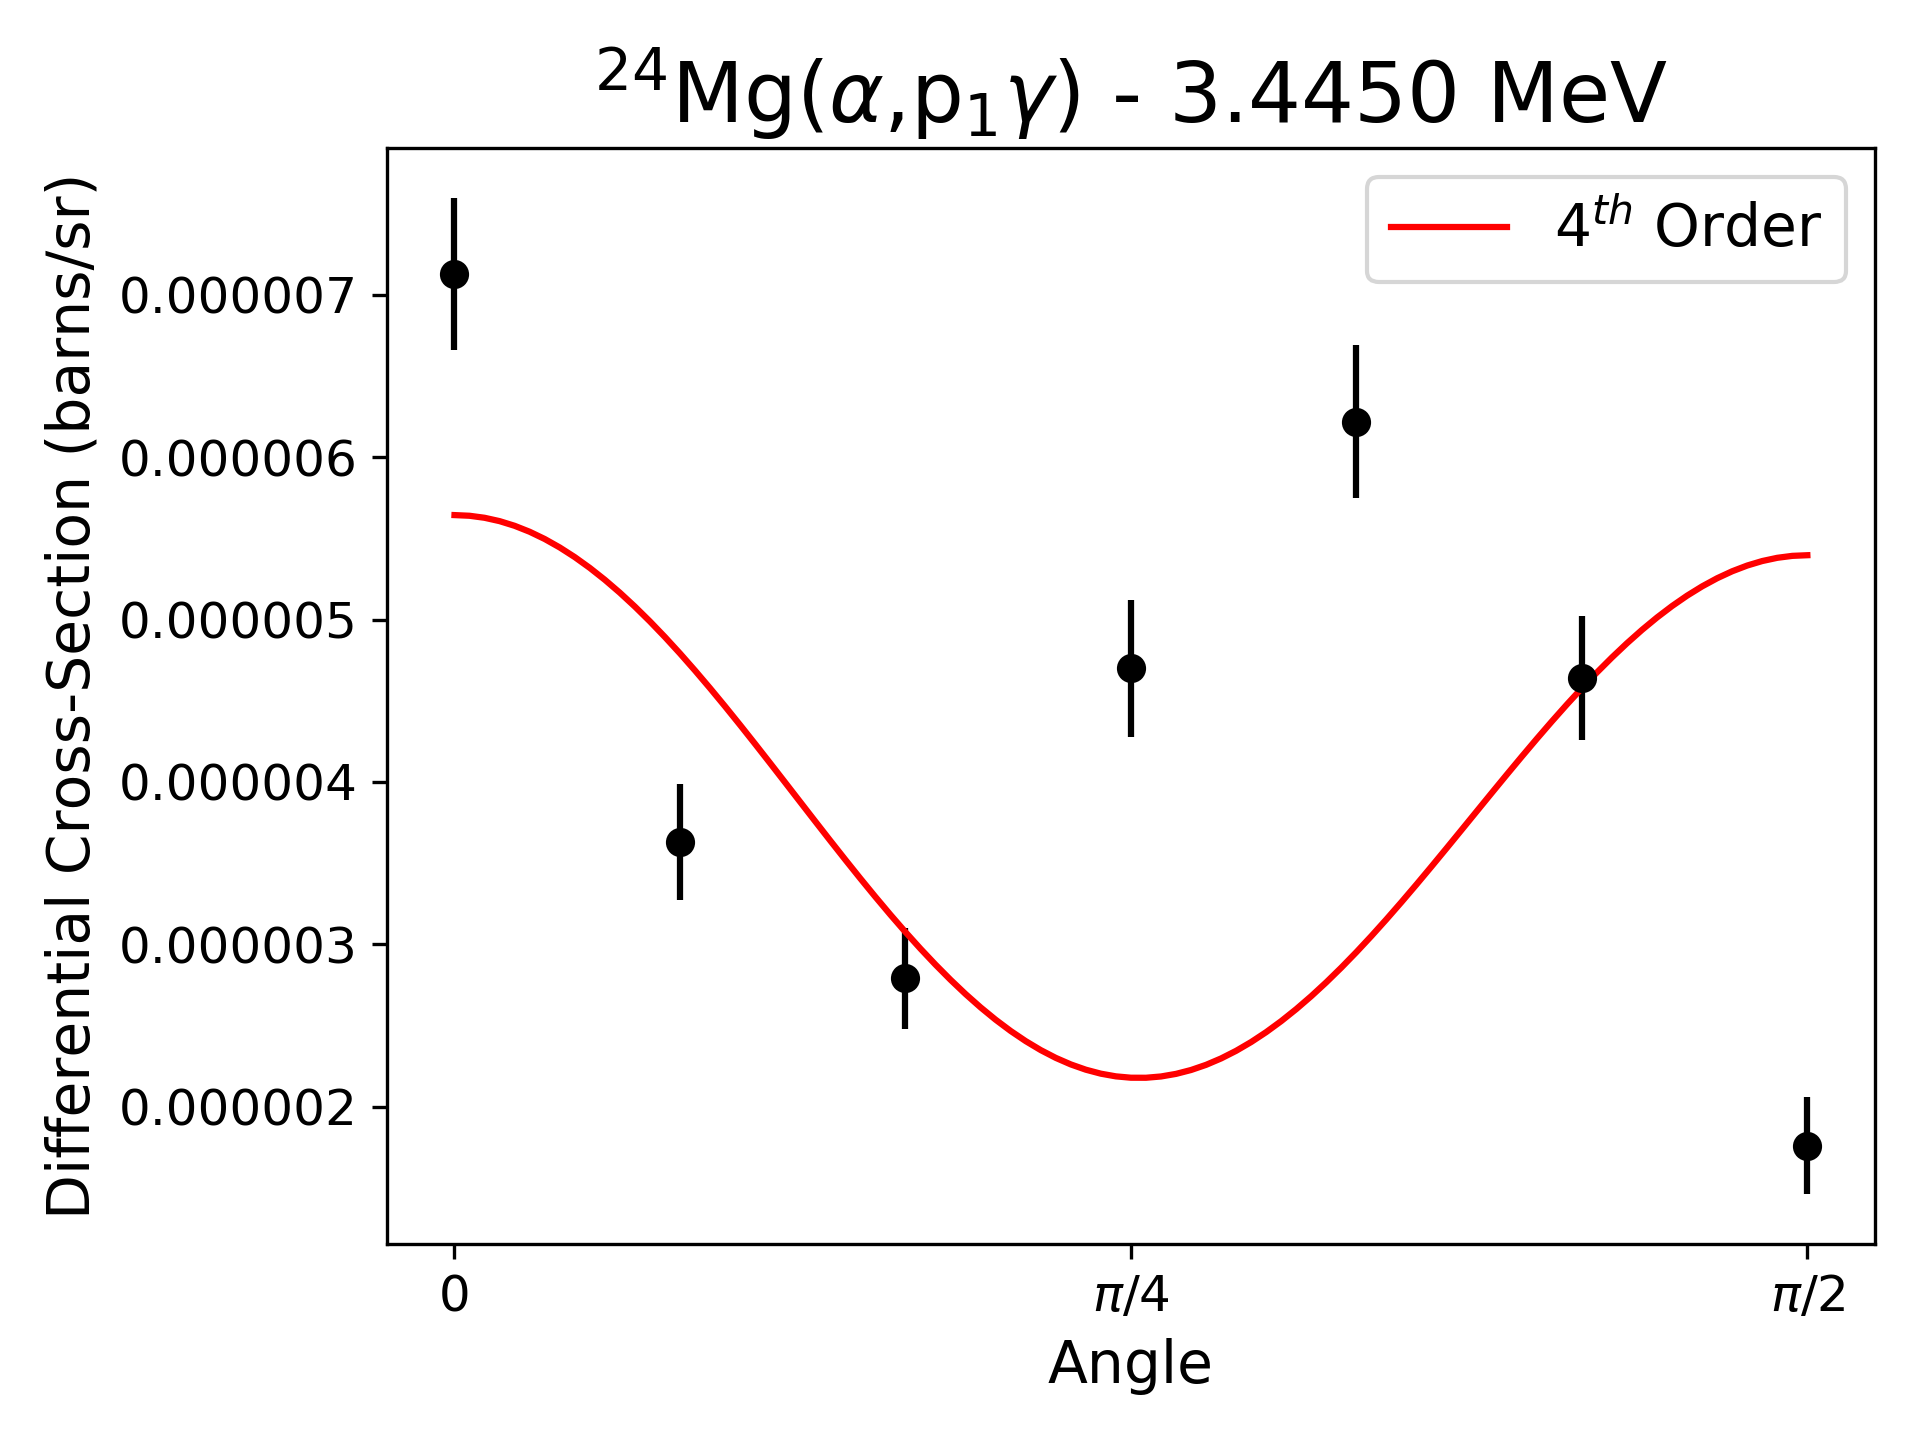 ²⁴Mg(α,p₁γ) - 3.4450 MeV
4ᵗʰ Order
Differential Cross-Section (barns/sr)
0.000007
0.000006
0.000005
0.000004
0.000003
0.000002
0 π/4 π/2
Angle